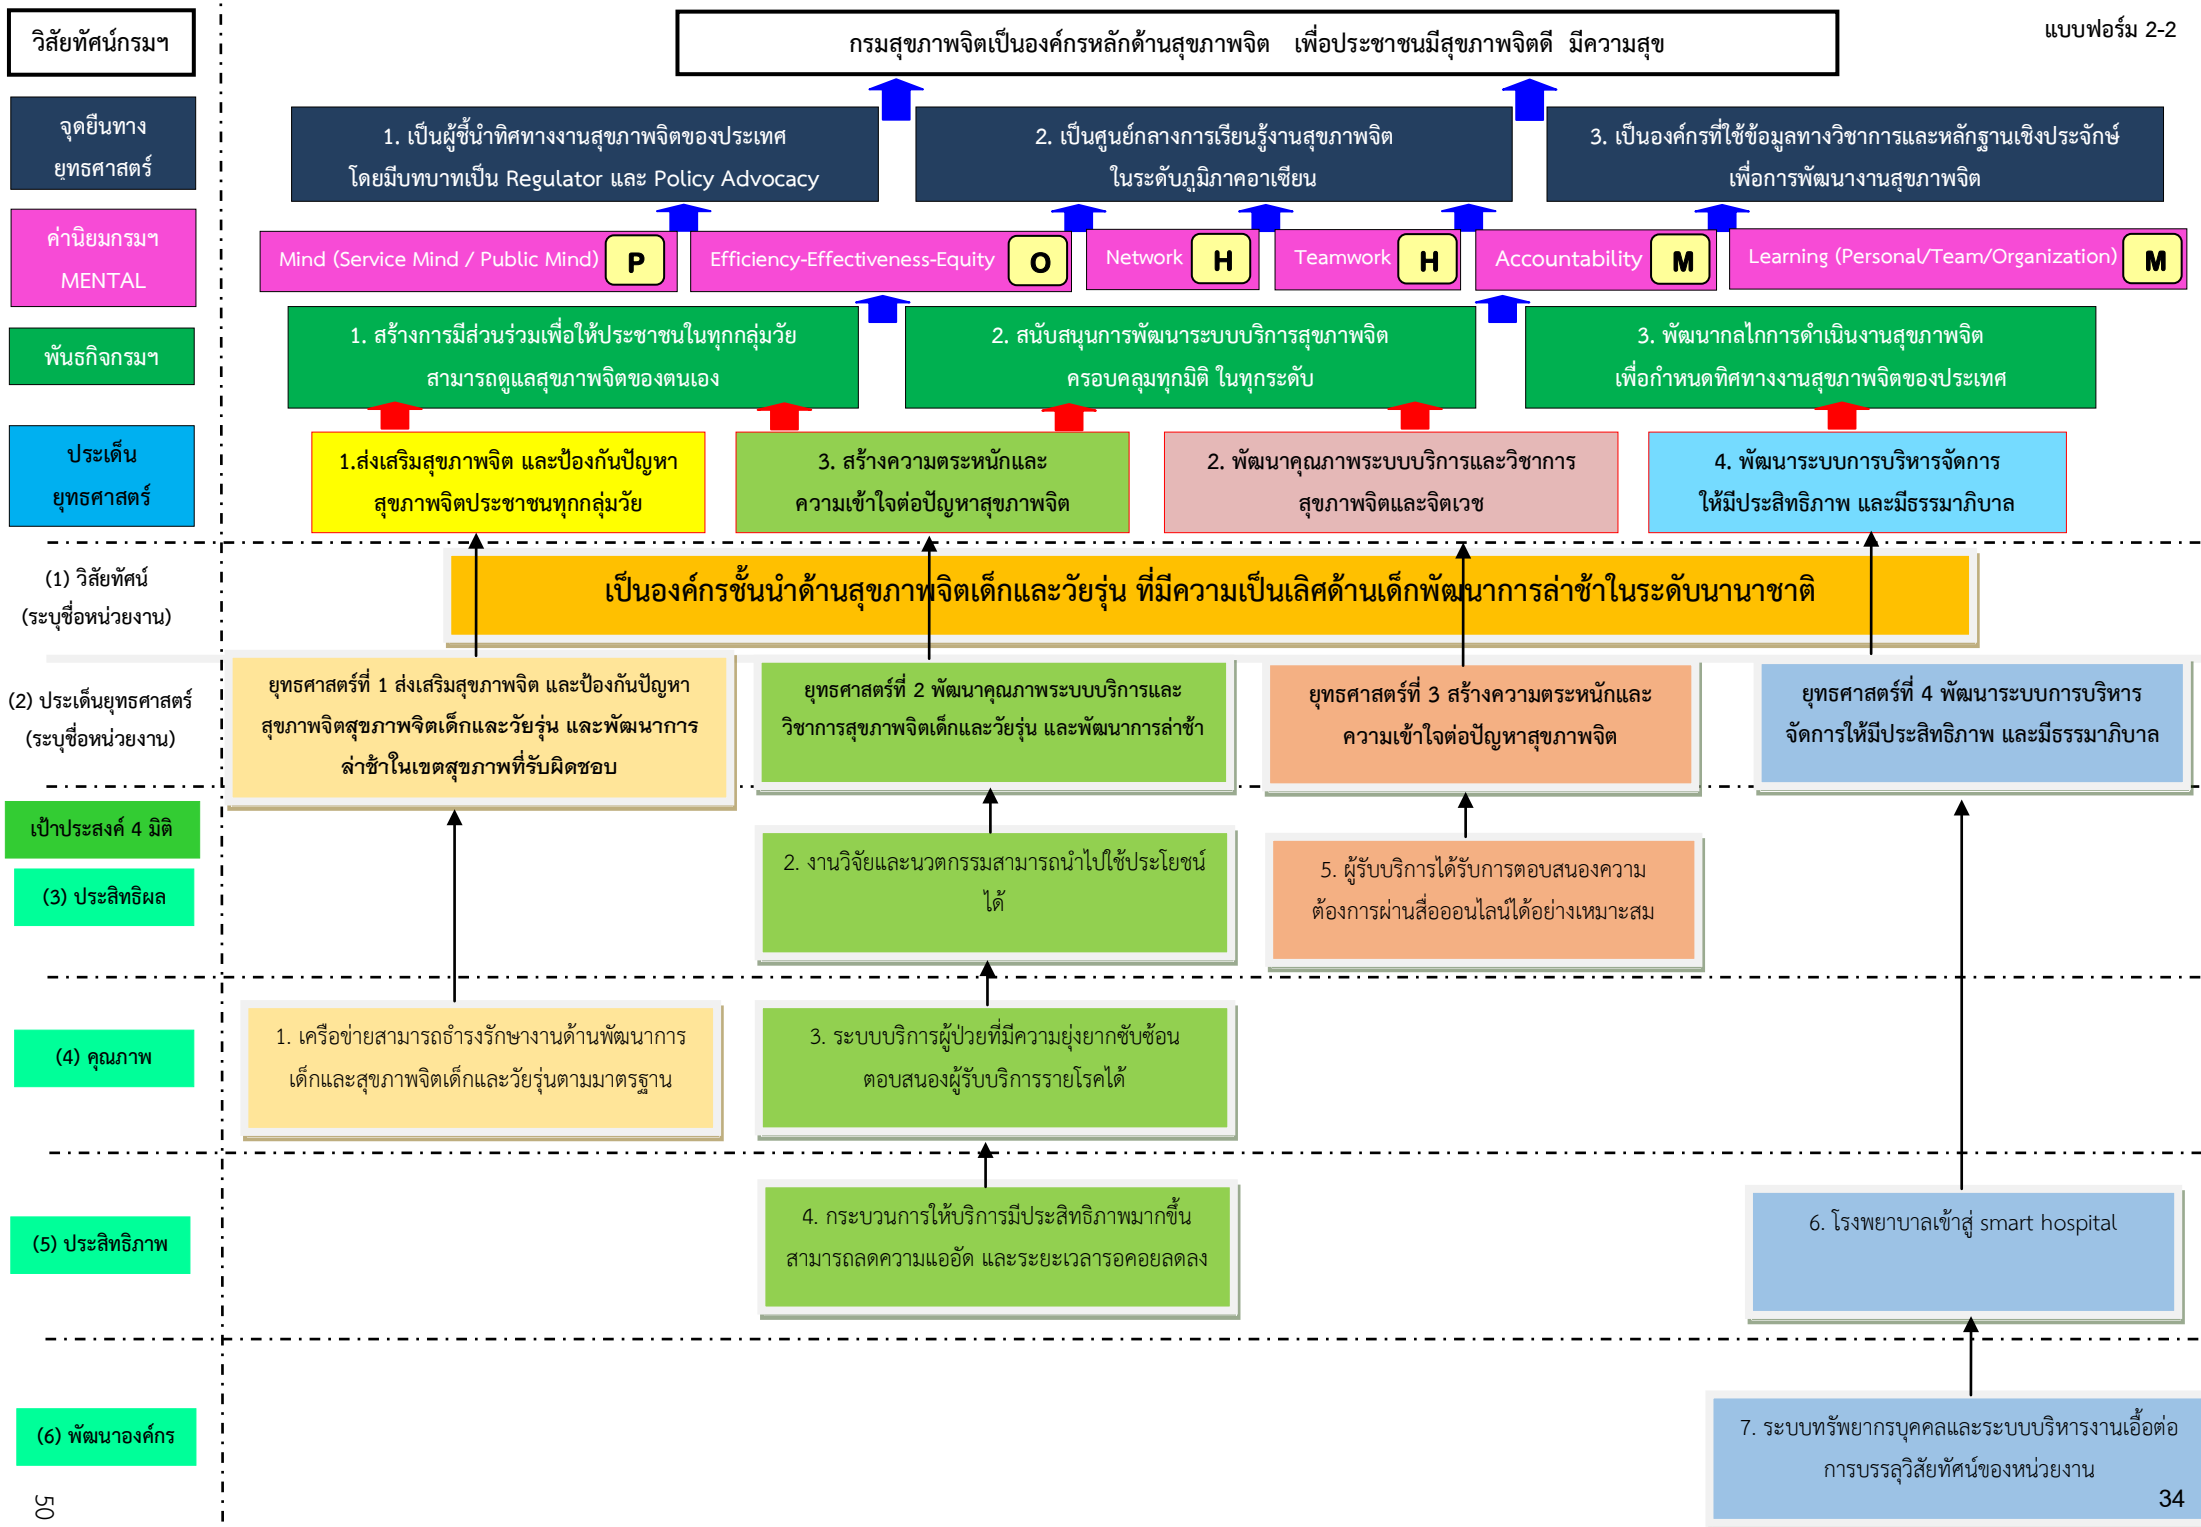 วิสัยทัศน์กรมฯ
กรมสุขภาพจิตเป็นองค์กรหลักด้านสุขภาพจิต เพื่อประชาชนมีสุขภาพจิตดี มีความสุข
แบบฟอร์ม 2-2
จุดยืนทาง
ยุทธศาสตร์
1. เป็นผู้ชี้นำทิศทางงานสุขภาพจิตของประเทศ
โดยมีบทบาทเป็น Regulator และ Policy Advocacy
2. เป็นศูนย์กลางการเรียนรู้งานสุขภาพจิต
ในระดับภูมิภาคอาเซียน
3. เป็นองค์กรที่ใช้ข้อมูลทางวิชาการและหลักฐานเชิงประจักษ์
เพื่อการพัฒนางานสุขภาพจิต
ค่านิยมกรมฯ
MENTAL
Mind (Service Mind / Public Mind) P
Efficiency-Effectiveness-Equity O
Network H
Teamwork H
Accountability M
Learning (Personal/Team/Organization) M
พันธกิจกรมฯ
1. สร้างการมีส่วนร่วมเพื่อให้ประชาชนในทุกกลุ่มวัย
สามารถดูแลสุขภาพจิตของตนเอง
2. สนับสนุนการพัฒนาระบบบริการสุขภาพจิต
ครอบคลุมทุกมิติ ในทุกระดับ
3. พัฒนากลไกการดำเนินงานสุขภาพจิต
เพื่อกำหนดทิศทางงานสุขภาพจิตของประเทศ
ประเด็น
ยุทธศาสตร์
1.ส่งเสริมสุขภาพจิต และป้องกันปัญหา
สุขภาพจิตประชาชนทุกกลุ่มวัย
3. สร้างความตระหนักและ
ความเข้าใจต่อปัญหาสุขภาพจิต
2. พัฒนาคุณภาพระบบบริการและวิชาการ
สุขภาพจิตและจิตเวช
4. พัฒนาระบบการบริหารจัดการ
ให้มีประสิทธิภาพ และมีธรรมาภิบาล
(1) วิสัยทัศน์
(ระบุชื่อหน่วยงาน)
เป็นองค์กรชั้นนำด้านสุขภาพจิตเด็กและวัยรุ่น ที่มีความเป็นเลิศด้านเด็กพัฒนาการล่าช้าในระดับนานาชาติ
(2) ประเด็นยุทธศาสตร์
(ระบุชื่อหน่วยงาน)
ยุทธศาสตร์ที่ 1 ส่งเสริมสุขภาพจิต และป้องกันปัญหา
สุขภาพจิตสุขภาพจิตเด็กและวัยรุ่น และพัฒนาการ
ล่าช้าในเขตสุขภาพที่รับผิดชอบ
ยุทธศาสตร์ที่ 2 พัฒนาคุณภาพระบบบริการและ
วิชาการสุขภาพจิตเด็กและวัยรุ่น และพัฒนาการล่าช้า
ยุทธศาสตร์ที่ 3 สร้างความตระหนักและ
ความเข้าใจต่อปัญหาสุขภาพจิต
ยุทธศาสตร์ที่ 4 พัฒนาระบบการบริหาร
จัดการให้มีประสิทธิภาพ และมีธรรมาภิบาล
เป้าประสงค์ 4 มิติ
(3) ประสิทธิผล
2. งานวิจัยและนวตกรรมสามารถนำไปใช้ประโยชน์
ได้
5. ผู้รับบริการได้รับการตอบสนองความ
ต้องการผ่านสื่อออนไลน์ได้อย่างเหมาะสม
(4) คุณภาพ
1. เครือข่ายสามารถธำรงรักษางานด้านพัฒนาการ
เด็กและสุขภาพจิตเด็กและวัยรุ่นตามมาตรฐาน
3. ระบบบริการผู้ป่วยที่มีความยุ่งยากซับซ้อน
ตอบสนองผู้รับบริการรายโรคได้
(5) ประสิทธิภาพ
4. กระบวนการให้บริการมีประสิทธิภาพมากขึ้น
สามารถลดความแออัด และระยะเวลารอคอยลดลง
6. โรงพยาบาลเข้าสู่ smart hospital
(6) พัฒนาองค์กร
7. ระบบทรัพยากรบุคคลและระบบบริหารงานเอื้อต่อ
การบรรลุวิสัยทัศน์ของหน่วยงาน
50
34